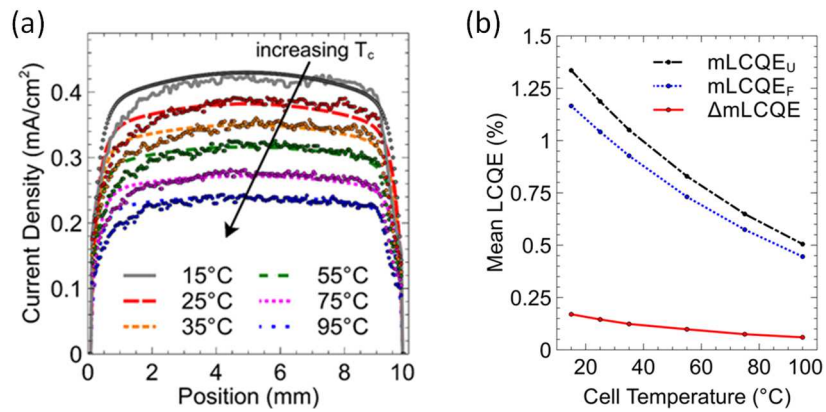 (a)
increasing Tc
Current Density (mA/cm²)
0.4
0.3
0.2
0.1
0
15°C
25°C
35°C
55°C
75°C
95°C
0
2
4
6
8
10
Position (mm)
(b)
mLCQEU
mLCQEF
ΔmLCQE
Mean LCQE (%)
1.5
1.25
1
0.75
0.5
0.25
0
20
40
60
80
100
Cell Temperature (°C)